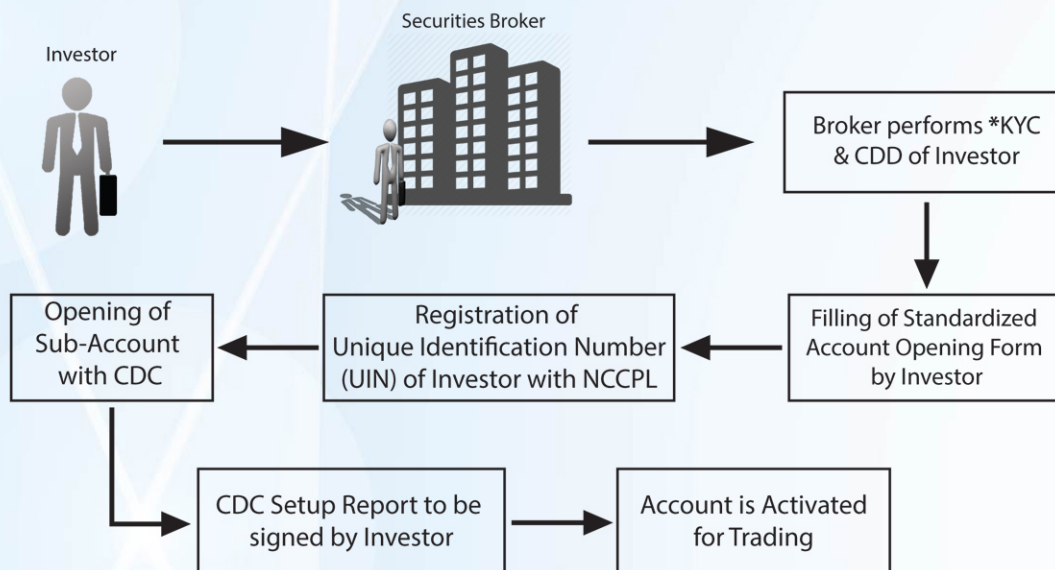 Investor
Securities Broker
Broker performs *KYC
& CDD of Investor
Filling of Standardized
Account Opening Form
by Investor
Registration of
Unique Identification Number
(UIN) of Investor with NCCPL
Opening of
Sub-Account
with CDC
CDC Setup Report to be
signed by Investor
Account is Activated
for Trading